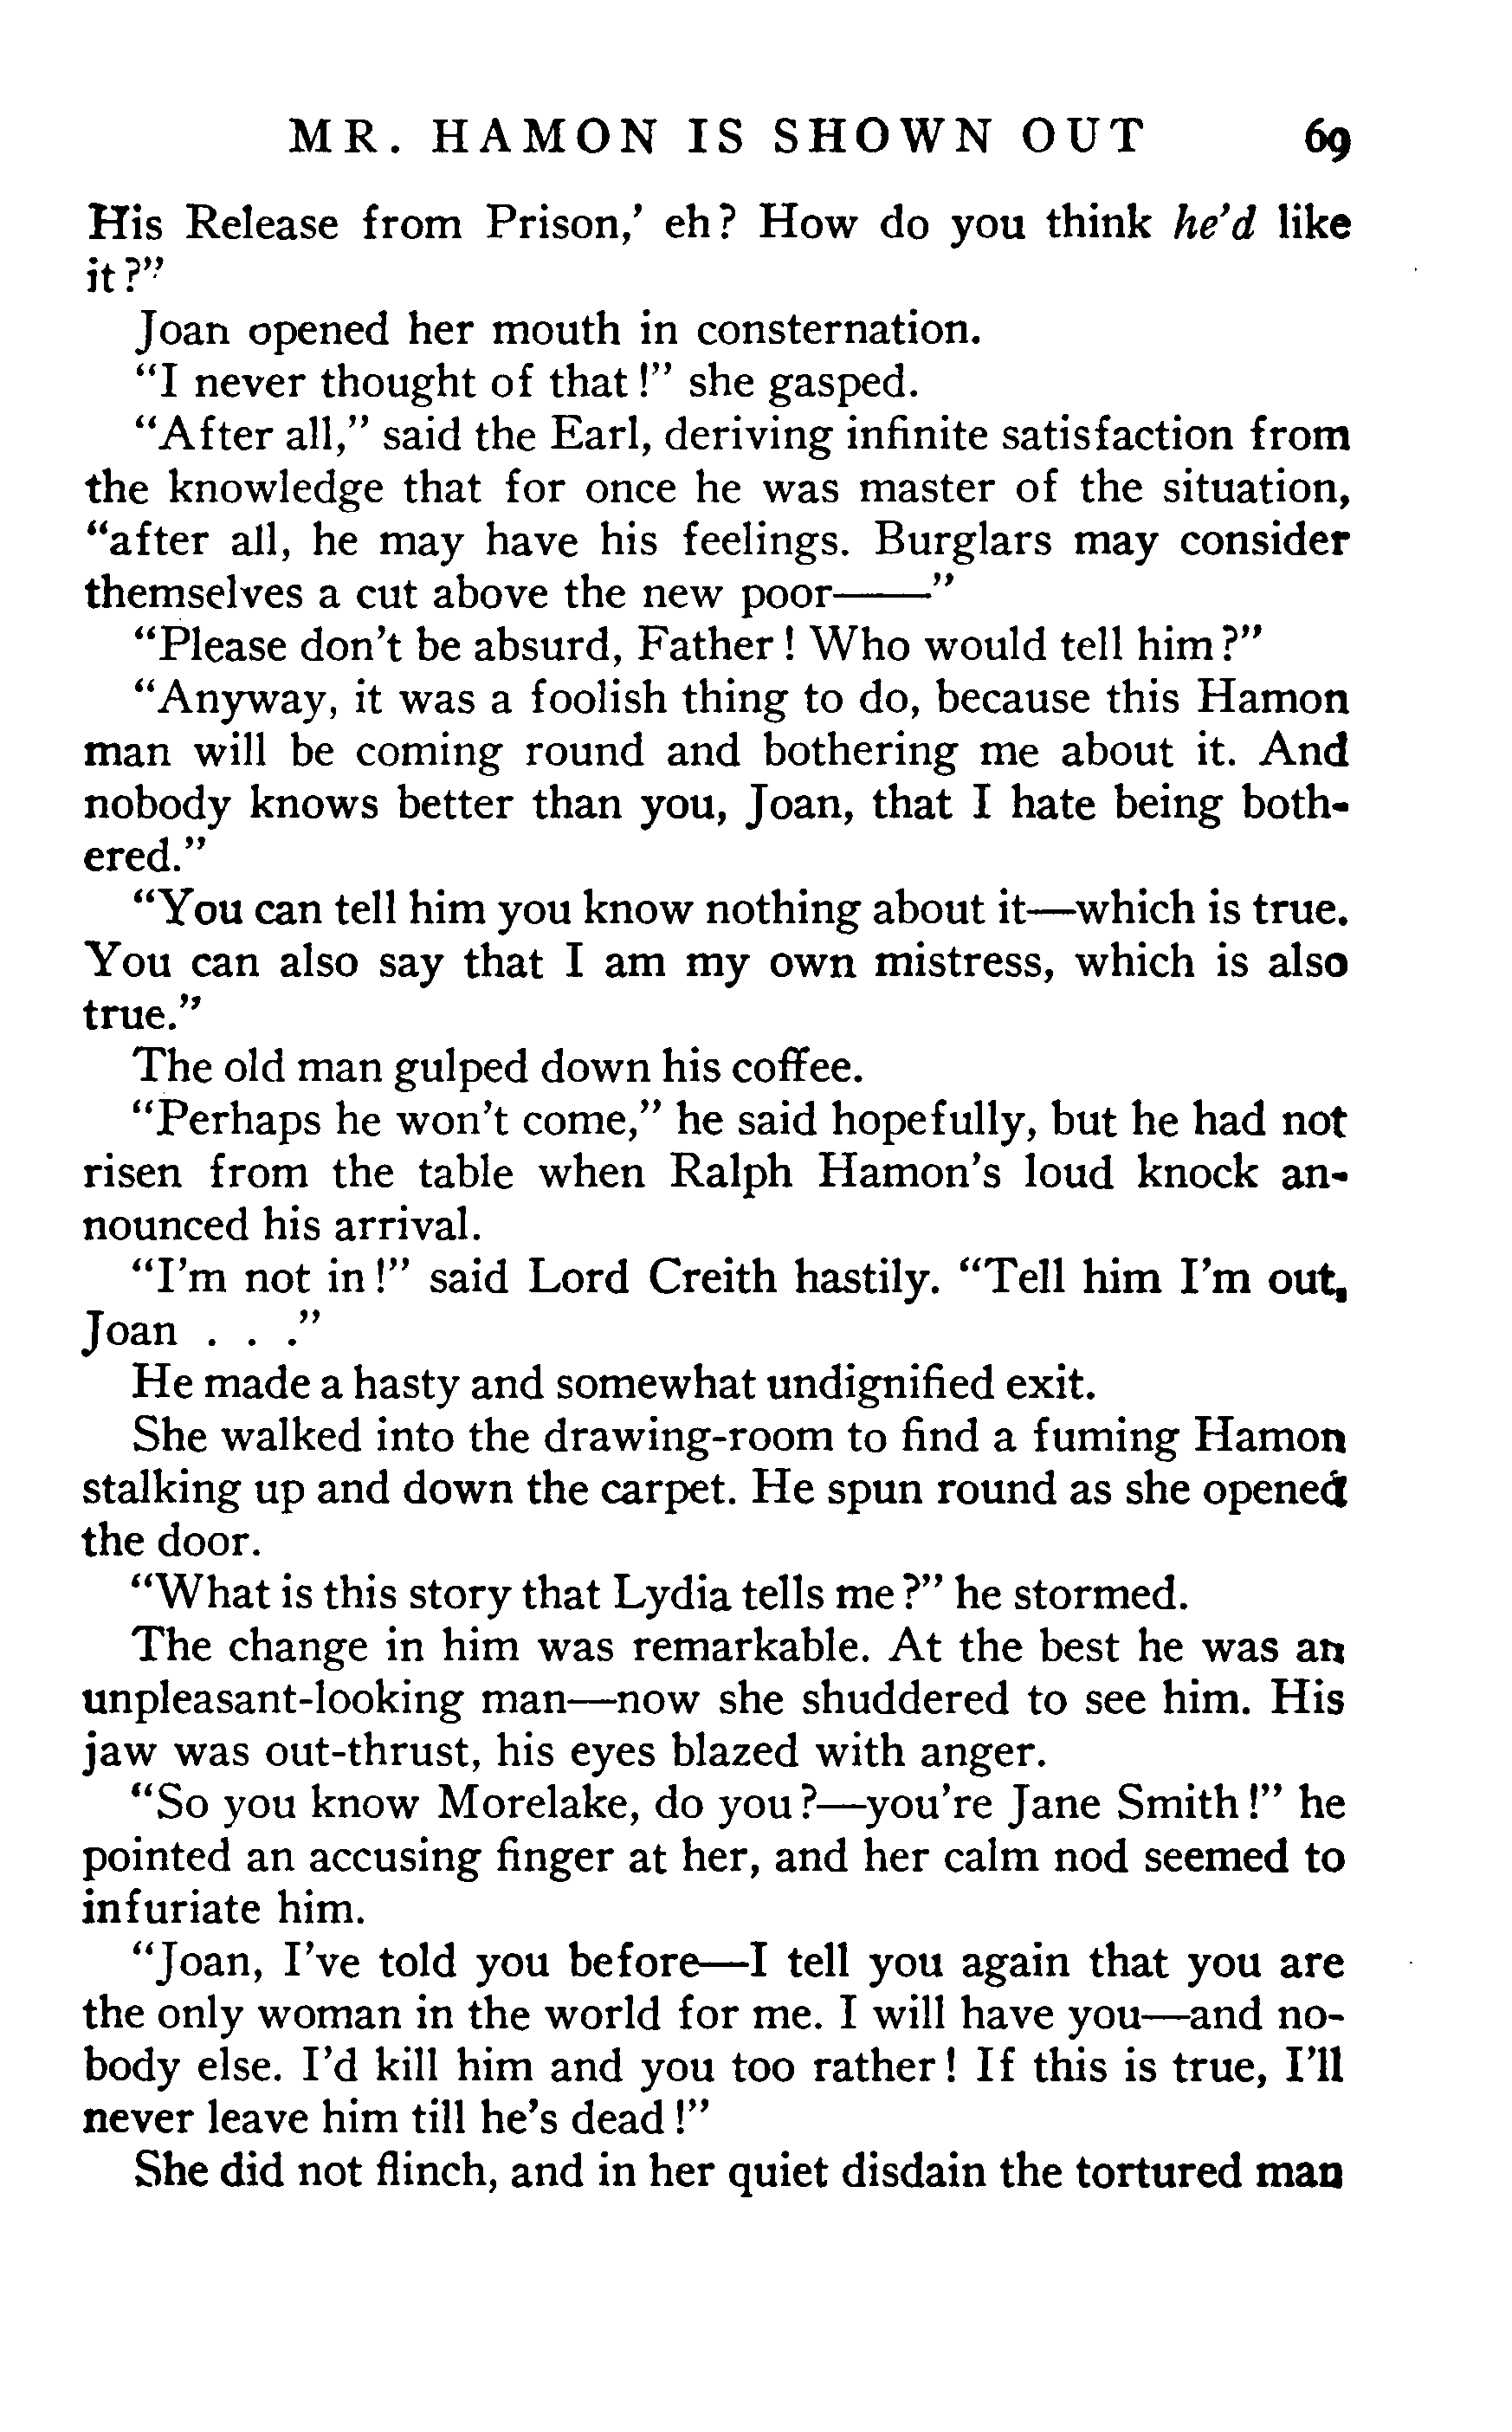 MR. HAMON IS SHOWN OUT 69
His Release from Prison,’ eh? How do you think he’d like
it?”
Joan opened her mouth in consternation.
“I never thought of that!” she gasped.
“After all,” said the Earl, deriving infinite satisfaction from
the knowledge that for once he was master of the situation,
“after all, he may have his feelings. Burglars may consider
themselves a cut above the new poor——”
“Please don’t be absurd, Father! Who would tell him?”
“Anyway, it was a foolish thing to do, because this Hamon
man will be coming round and bothering me about it. And
nobody knows better than you, Joan, that I hate being both-
ered.”
“You can tell him you know nothing about it—which is true.
You can also say that I am my own mistress, which is also
true.”
The old man gulped down his coffee.
“Perhaps he won’t come,” he said hopefully, but he had not
risen from the table when Ralph Hamon’s loud knock an-
nounced his arrival.
“I’m not in!” said Lord Creith hastily. “Tell him I’m out,
Joan . . .”
He made a hasty and somewhat undignified exit.
She walked into the drawing-room to find a fuming Hamon
stalking up and down the carpet. He spun round as she opened
the door.
“What is this story that Lydia tells me?” he stormed.
The change in him was remarkable. At the best he was an
unpleasant-looking man—now she shuddered to see him. His
jaw was out-thrust, his eyes blazed with anger.
“So you know Morelake, do you?—you’re Jane Smith!” he
pointed an accusing finger at her, and her calm nod seemed to
infuriate him.
“Joan, I’ve told you before—I tell you again that you are
the only woman in the world for me. I will have you—and no-
body else. I’d kill him and you too rather! If this is true, I’ll
never leave him till he’s dead!”
She did not flinch, and in her quiet disdain the tortured man